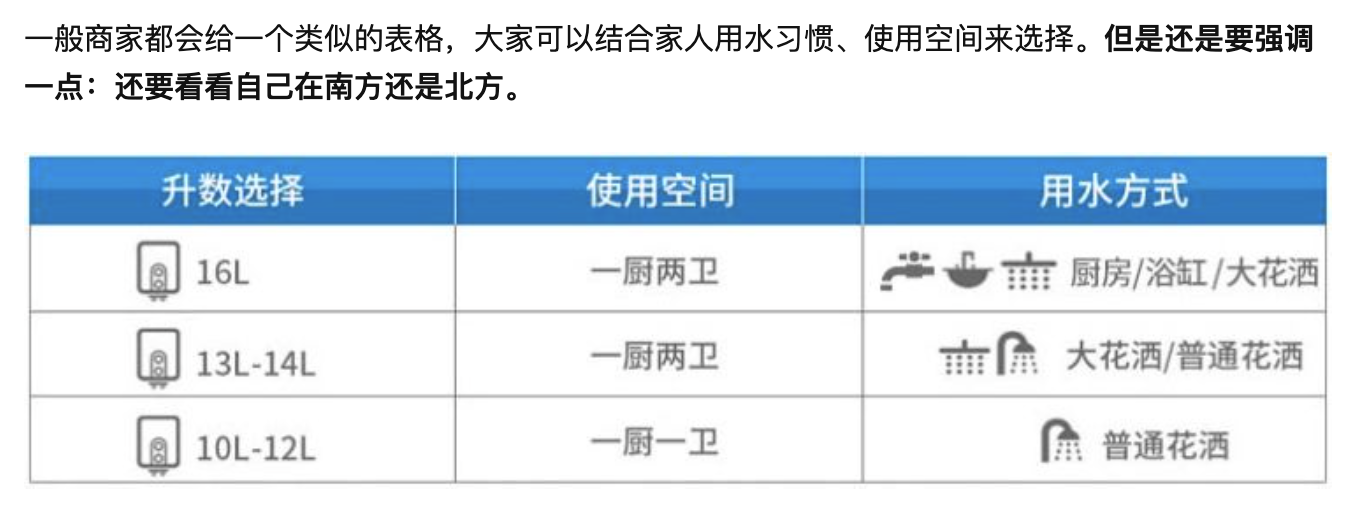 一般商家都会给一个类似的表格，大家可以结合家人用水习惯、使用空间来选择。但是还是要强调
一点：还要看看自己在南方还是北方。
升数选择 使用空间 用水方式
16L 一厨两卫 厨房/浴缸/大花洒
13L-14L 一厨两卫 大花洒/普通花洒
10L-12L 一厨一卫 普通花洒